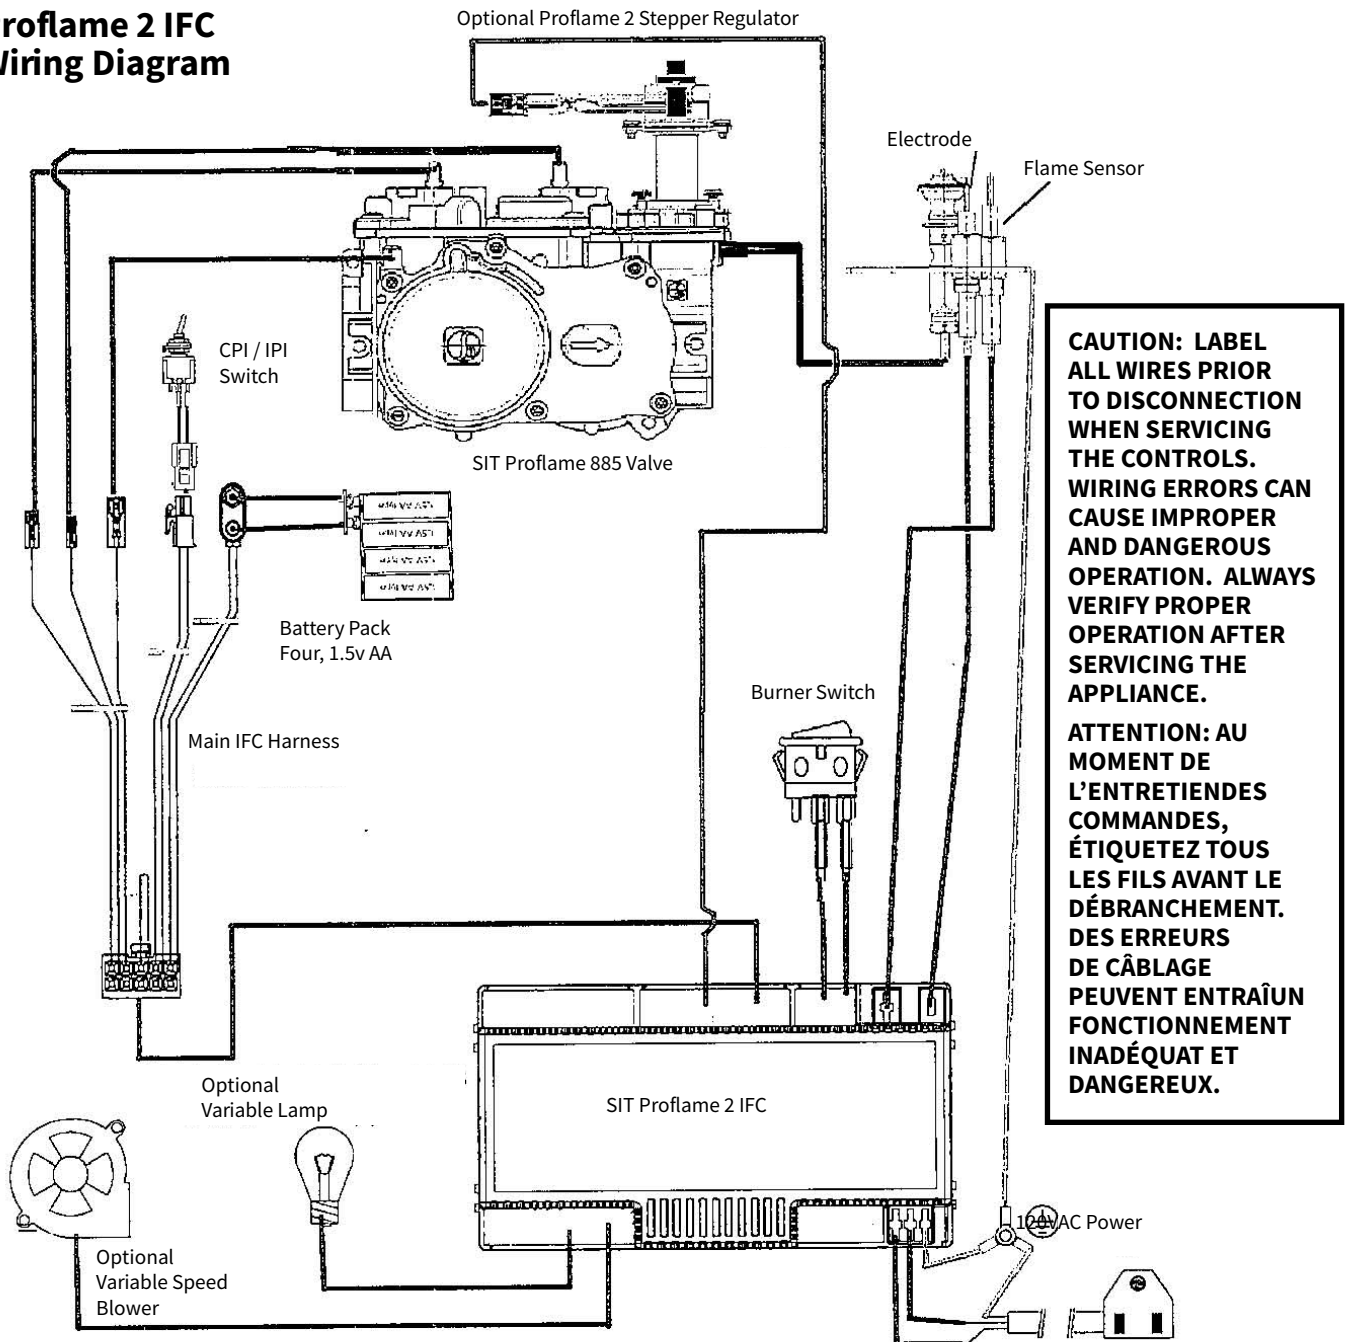 roflame 2 IFC
Wiring Diagram
Optional Proflame 2 Stepper Regulator
Electrode
Flame Sensor
CPI / IPI
Switch
SIT Proflame 885 Valve
Battery Pack
Four, 1.5v AA
Main IFC Harness
Burner Switch
CAUTION: LABEL
ALL WIRES PRIOR
TO DISCONNECTION
WHEN SERVICING
THE CONTROLS.
WIRING ERRORS CAN
CAUSE IMPROPER
AND DANGEROUS
OPERATION. ALWAYS
VERIFY PROPER
OPERATION AFTER
SERVICING THE
APPLIANCE.
ATTENTION: AU
MOMENT DE
L’ENTRETIENDES
COMMANDES,
ÉTIQUETEZ TOUS
LES FILS AVANT LE
DÉBRANCHEMENT.
DES ERREURS
DE CÂBLAGE
PEUVENT ENTRAÎUN
FONCTIONNEMENT
INADÉQUAT ET
DANGEREUX.
Optional
Variable Lamp
SIT Proflame 2 IFC
Optional
Variable Speed
Blower
120VAC Power